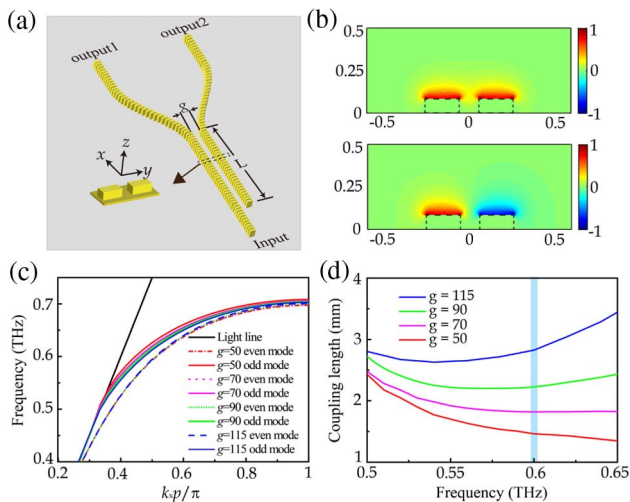 (a)
output1
output2
g
L
x
z
y
Input
(b)
0.5
0.25
0
-0.5
0
0.5
1
0
-1
0.5
0.25
0
-0.5
0
0.5
1
0
-1
(c)
Frequency (THz)
0.7
0.6
0.5
0.4
0.2
0.4
0.6
0.8
1
kₓp/π
Light line
g=50 even mode
g=50 odd mode
g=70 even mode
g=70 odd mode
g=90 even mode
g=90 odd mode
g=115 even mode
g=115 odd mode
(d)
Coupling length (mm)
4
3
2
1
0.5
0.55
0.6
0.65
Frequency (THz)
g = 115
g = 90
g = 70
g = 50